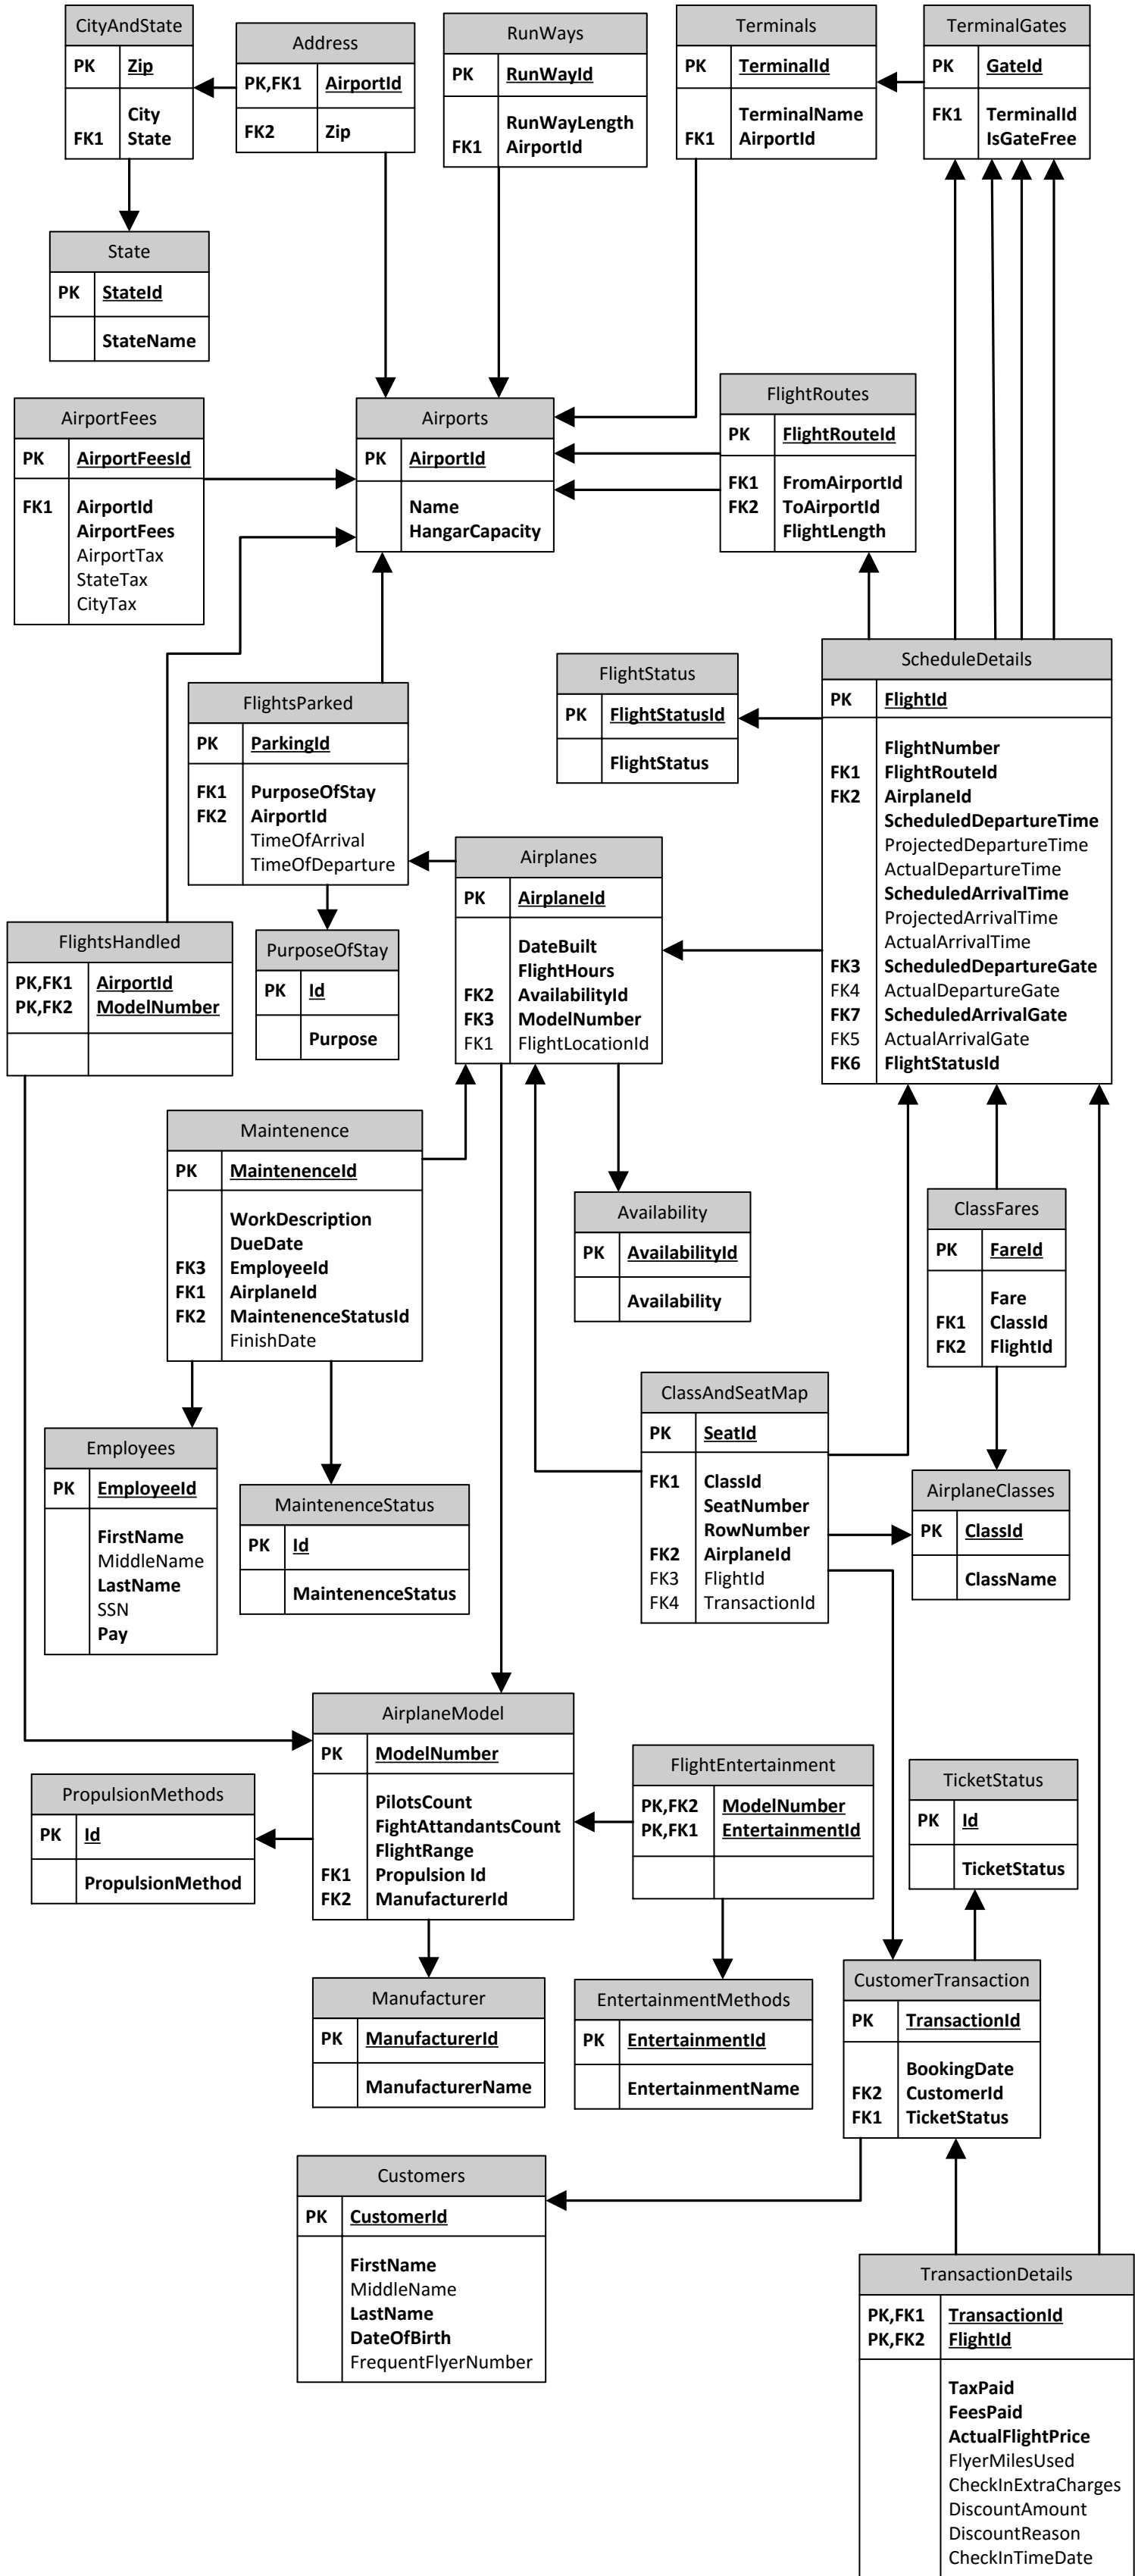 CityAndState
PK Zip
City
FK1 State
Address
PK,FK1 AirportId
FK2 Zip
RunWays
PK RunWayId
RunWayLength
FK1 AirportId
Terminals
PK TerminalId
TerminalName
FK1 AirportId
TerminalGates
PK GateId
FK1 TerminalId
IsGateFree
State
PK StateId
StateName
AirportFees
PK AirportFeesId
FK1 AirportId
AirportFees
AirportTax
StateTax
CityTax
Airports
PK AirportId
Name
HangarCapacity
FlightRoutes
PK FlightRouteId
FK1 FromAirportId
FK2 ToAirportId
FlightLength
FlightsParked
PK ParkingId
FK1 PurposeOfStay
FK2 AirportId
TimeOfArrival
TimeOfDeparture
FlightStatus
PK FlightStatusId
FlightStatus
ScheduleDetails
PK FlightId
FlightNumber
FK1 FlightRouteId
FK2 AirplaneId
ScheduledDepartureTime
ProjectedDepartureTime
ActualDepartureTime
ScheduledArrivalTime
ProjectedArrivalTime
ActualArrivalTime
FK3 ScheduledDepartureGate
FK4 ActualDepartureGate
FK7 ScheduledArrivalGate
FK5 ActualArrivalGate
FK6 FlightStatusId
FlightsHandled
PK,FK1 AirportId
PK,FK2 ModelNumber
PurposeOfStay
PK Id
Purpose
Airplanes
PK AirplaneId
DateBuilt
FlightHours
FK2 AvailabilityId
FK3 ModelNumber
FK1 FlightLocationId
Maintenence
PK MaintenenceId
WorkDescription
DueDate
FK3 EmployeeId
FK1 AirplaneId
FK2 MaintenenceStatusId
FinishDate
Availability
PK AvailabilityId
Availability
ClassFares
PK FareId
Fare
FK1 ClassId
FK2 FlightId
Employees
PK EmployeeId
FirstName
MiddleName
LastName
SSN
Pay
MaintenenceStatus
PK Id
MaintenenceStatus
ClassAndSeatMap
PK SeatId
FK1 ClassId
SeatNumber
RowNumber
FK2 AirplaneId
FK3 FlightId
FK4 TransactionId
AirplaneClasses
PK ClassId
ClassName
AirplaneModel
PK ModelNumber
PilotsCount
FightAttandantsCount
FlightRange
FK1 Propulsion Id
FK2 ManufacturerId
PropulsionMethods
PK Id
PropulsionMethod
FlightEntertainment
PK,FK2 ModelNumber
PK,FK1 EntertainmentId
TicketStatus
PK Id
TicketStatus
Manufacturer
PK ManufacturerId
ManufacturerName
EntertainmentMethods
PK EntertainmentId
EntertainmentName
CustomerTransaction
PK TransactionId
BookingDate
FK2 CustomerId
FK1 TicketStatus
Customers
PK CustomerId
FirstName
MiddleName
LastName
DateOfBirth
FrequentFlyerNumber
TransactionDetails
PK,FK1 TransactionId
PK,FK2 FlightId
TaxPaid
FeesPaid
ActualFlightPrice
FlyerMilesUsed
CheckInExtraCharges
DiscountAmount
DiscountReason
CheckInTimeDate